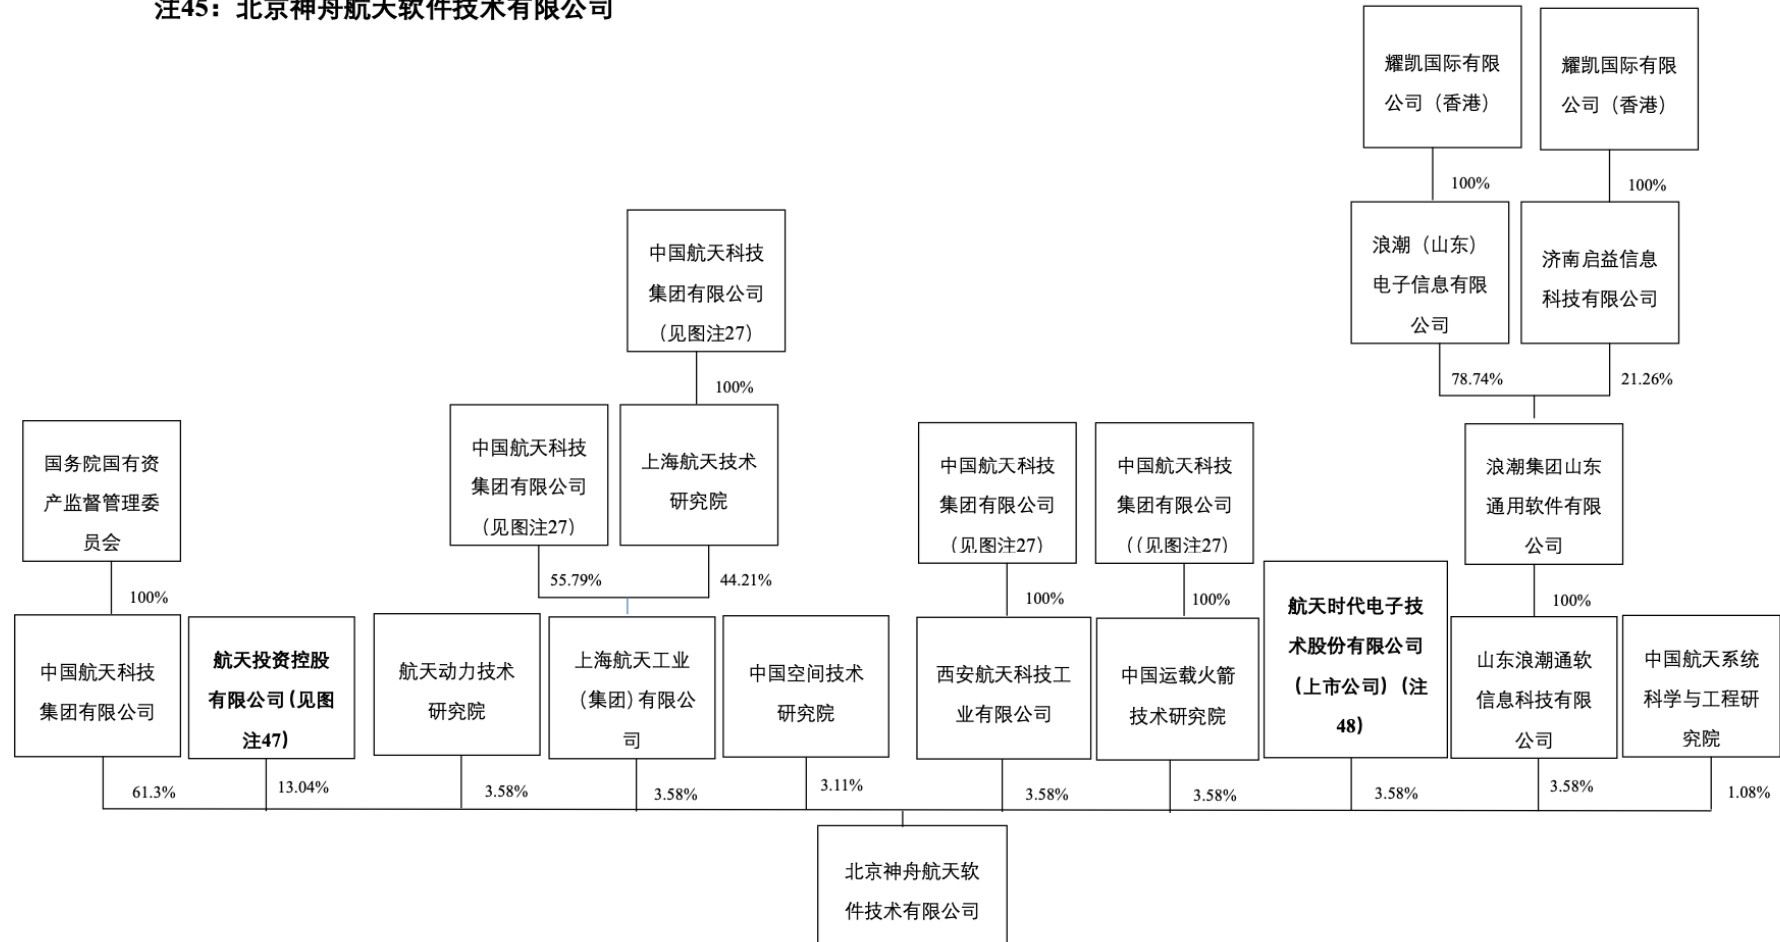 注45：北京神舟航天软件技术有限公司
耀凯国际有限
公司（香港）
耀凯国际有限
公司（香港）
100%
100%
浪潮（山东）
电子信息有限
公司
济南启益信息
科技有限公司
78.74%
21.26%
中国航天科技
集团有限公司
（见图注27）
100%
国务院国有资
产监督管理委
员会
中国航天科技
集团有限公司
（见图注27）
上海航天技术
研究院
中国航天科技
集团有限公司
（见图注27）
中国航天科技
集团有限公司
（（见图注27）
浪潮集团山东
通用软件有限
公司
100%
55.79%
44.21%
100%
100%
100%
中国航天科技
集团有限公司
航天投资控股
有限公司（见图
注47）
航天动力技术
研究院
上海航天工业
（集团）有限公
司
中国空间技术
研究院
西安航天科技工
业有限公司
中国运载火箭
技术研究院
航天时代电子技
术股份有限公司
（上市公司）（注
48）
山东浪潮通软
信息科技有限
公司
中国航天系统
科学与工程研
究院
61.3%
13.04%
3.58%
3.58%
3.11%
3.58%
3.58%
3.58%
3.58%
1.08%
北京神舟航天软
件技术有限公司